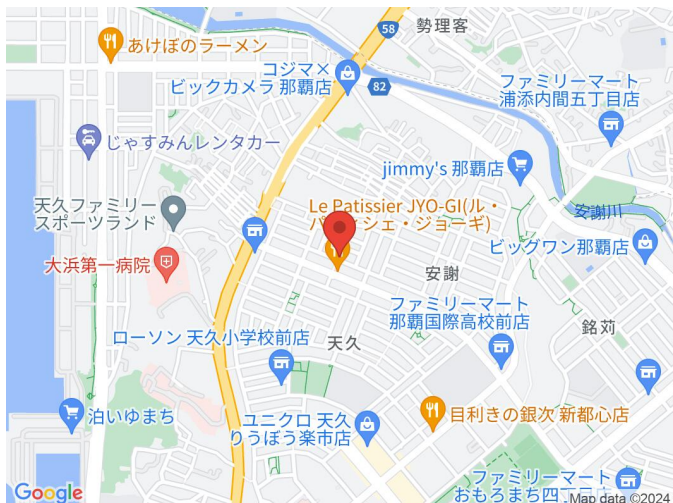 勢理客
58
あけぼのラーメン
コジマ×
ビックカメラ 那覇店
82
ファミリーマート
浦添内間五丁目店
じゃすみんレンタカー
jimmy's 那覇店
天久ファミリー
スポーツランド
Le Patissier JYO-GI(ル・
パ シェ・ジョーギ)
安謝川
ビッグワン那覇店
大浜第一病院
安謝
ファミリーマート
那覇国際高校前店
銘苅
ローソン 天久小学校前店
天久
泊いゆまち
ユニクロ 天久
りうぼう楽市店
目利きの銀次 新都心店
ファミリーマート
おもろまち四
Google
Map data ©2024